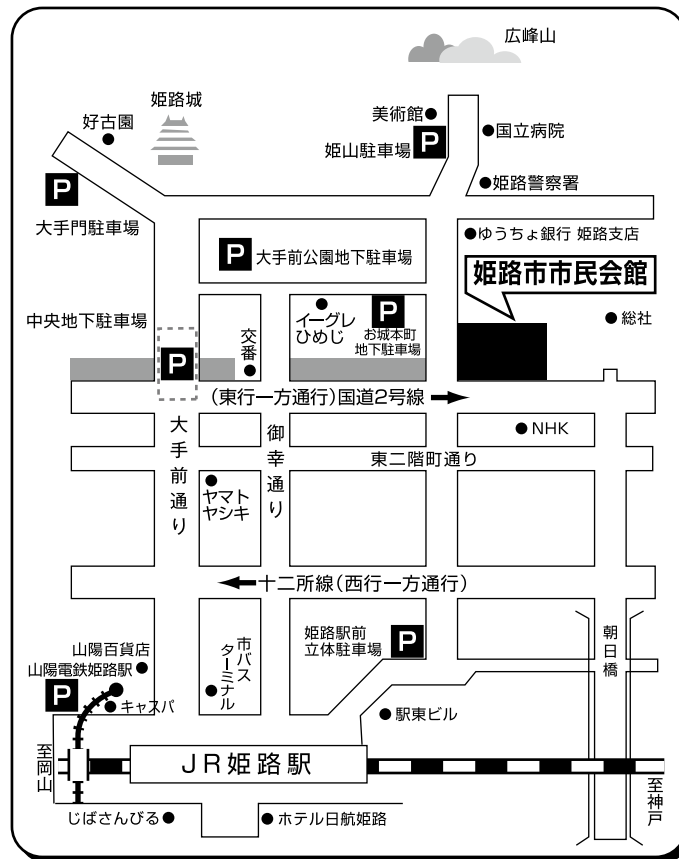 広峰山
姫路城
好古園
美術館
P
姫山駐車場
国立病院
姫路警察署
P
大手門駐車場
ゆうちょ銀行 姫路支店
P
大手前公園地下駐車場
姫路市市民会館
中央地下駐車場
P
交番
イーグレ
ひめじ
P
お城本町
地下駐車場
総社
(東行一方通行)国道2号線
大手前通り
御幸通り
NHK
東二階町通り
ヤマト
ヤシキ
十二所線(西行一方通行)
山陽百貨店
山陽電鉄姫路駅
P
キャスパ
市バス
ターミナル
姫路駅前
立体駐車場
P
朝日橋
駅東ビル
至岡山
JR姫路駅
至神戸
じばさんびる
ホテル日航姫路